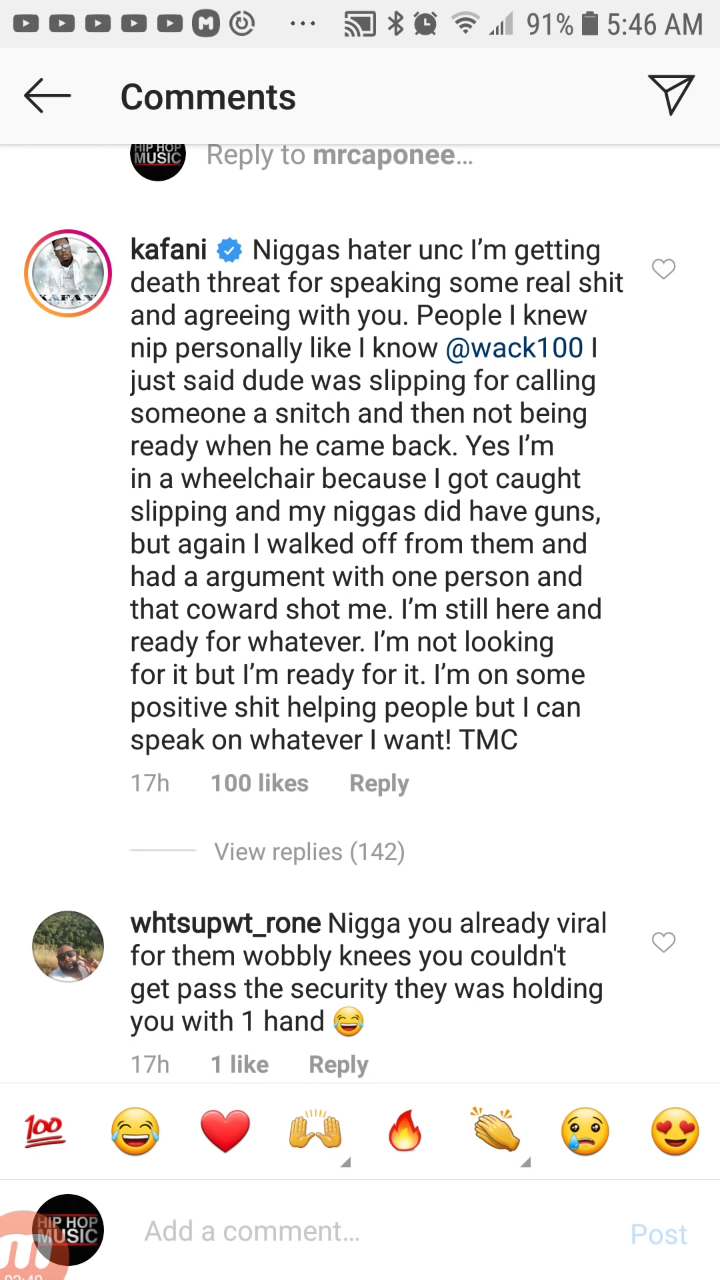 91% 5:46 AM
Comments
HIP HOP
MUSIC
Reply to mrcaponee...
kafani Niggas hater unc I’m getting
death threat for speaking some real shit
and agreeing with you. People I knew
nip personally like I know @wack100 I
just said dude was slipping for calling
someone a snitch and then not being
ready when he came back. Yes I’m
in a wheelchair because I got caught
slipping and my niggas did have guns,
but again I walked off from them and
had a argument with one person and
that coward shot me. I’m still here and
ready for whatever. I’m not looking
for it but I’m ready for it. I’m on some
positive shit helping people but I can
speak on whatever I want! TMC
KAFANI
17h 100 likes Reply
View replies (142)
whtsupwt_rone Nigga you already viral
for them wobbly knees you couldn't
get pass the security they was holding
you with 1 hand 😂
17h 1 like Reply
💯 😂 ❤️ 🙌 🔥 👏 😢 😍
HIP HOP
MUSIC
Add a comment...
Post